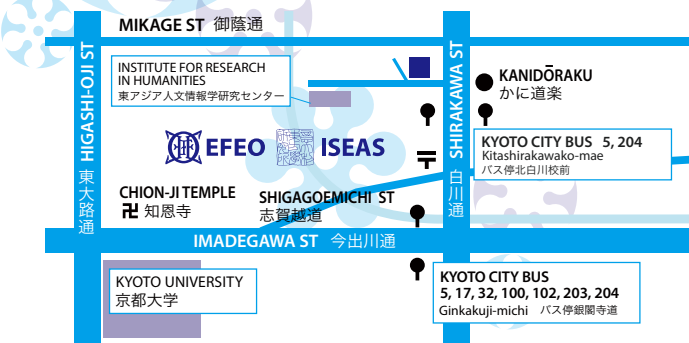 MIKAGE ST 御蔭通
HIGASHI-OJI ST 東大路通
INSTITUTE FOR RESEARCH
IN HUMANITIES
東アジア人文情報学研究センター
SHIRAKAWA ST 白川通
KANIDŌRAKU
かに道楽
EFEO ISEAS
KYOTO CITY BUS 5, 204
Kitashirakawako-mae
バス停北白川校前
CHION-JI TEMPLE
卍 知恩寺
SHIGAGOEMICHI ST
志賀越道
IMADEGAWA ST 今出川通
KYOTO UNIVERSITY
京都大学
KYOTO CITY BUS
5, 17, 32, 100, 102, 203, 204
Ginkakuji-michi バス停銀閣寺道